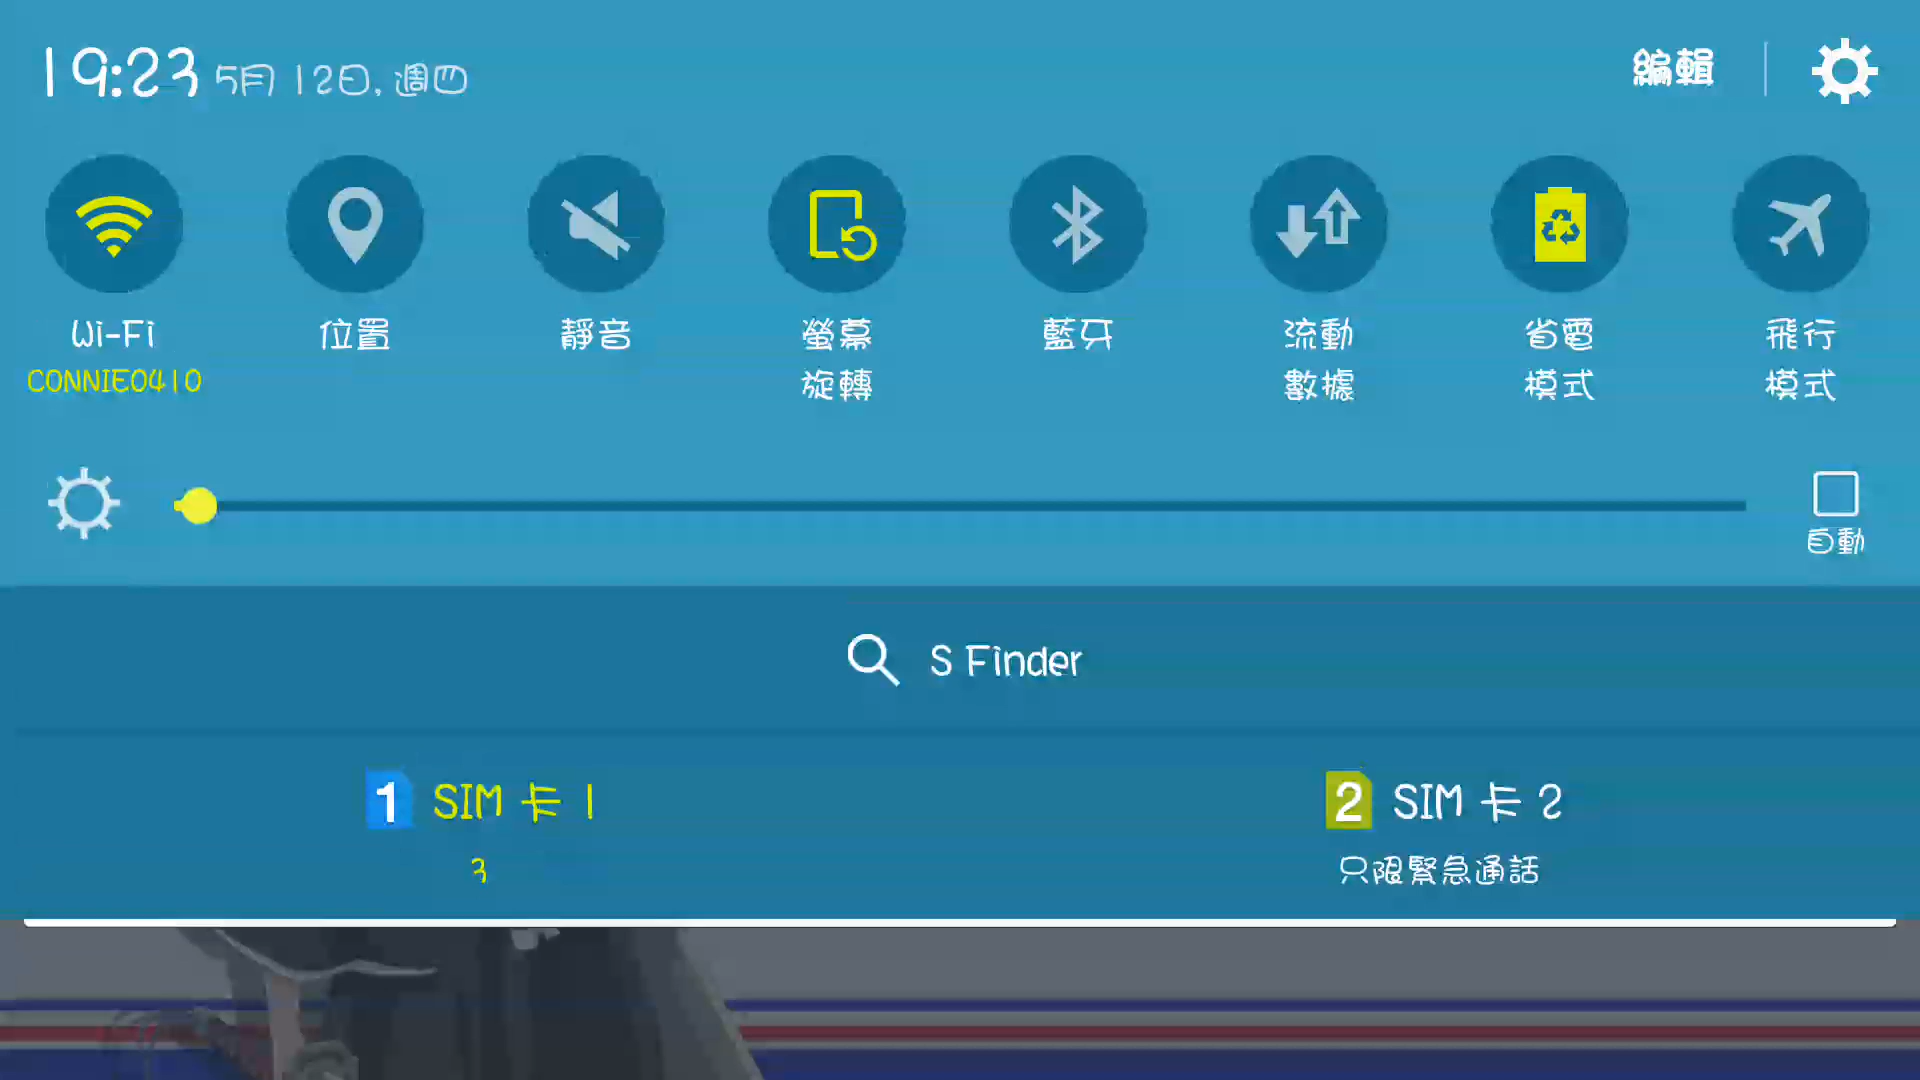 19:23 5月 12日, 週四
編輯
Wi-Fi
CONNIE0410
位置
靜音
螢幕
旋轉
藍牙
流動
數據
省電
模式
飛行
模式
自動
S Finder
1 SIM 卡 1
3
2 SIM 卡 2
只限緊急通話